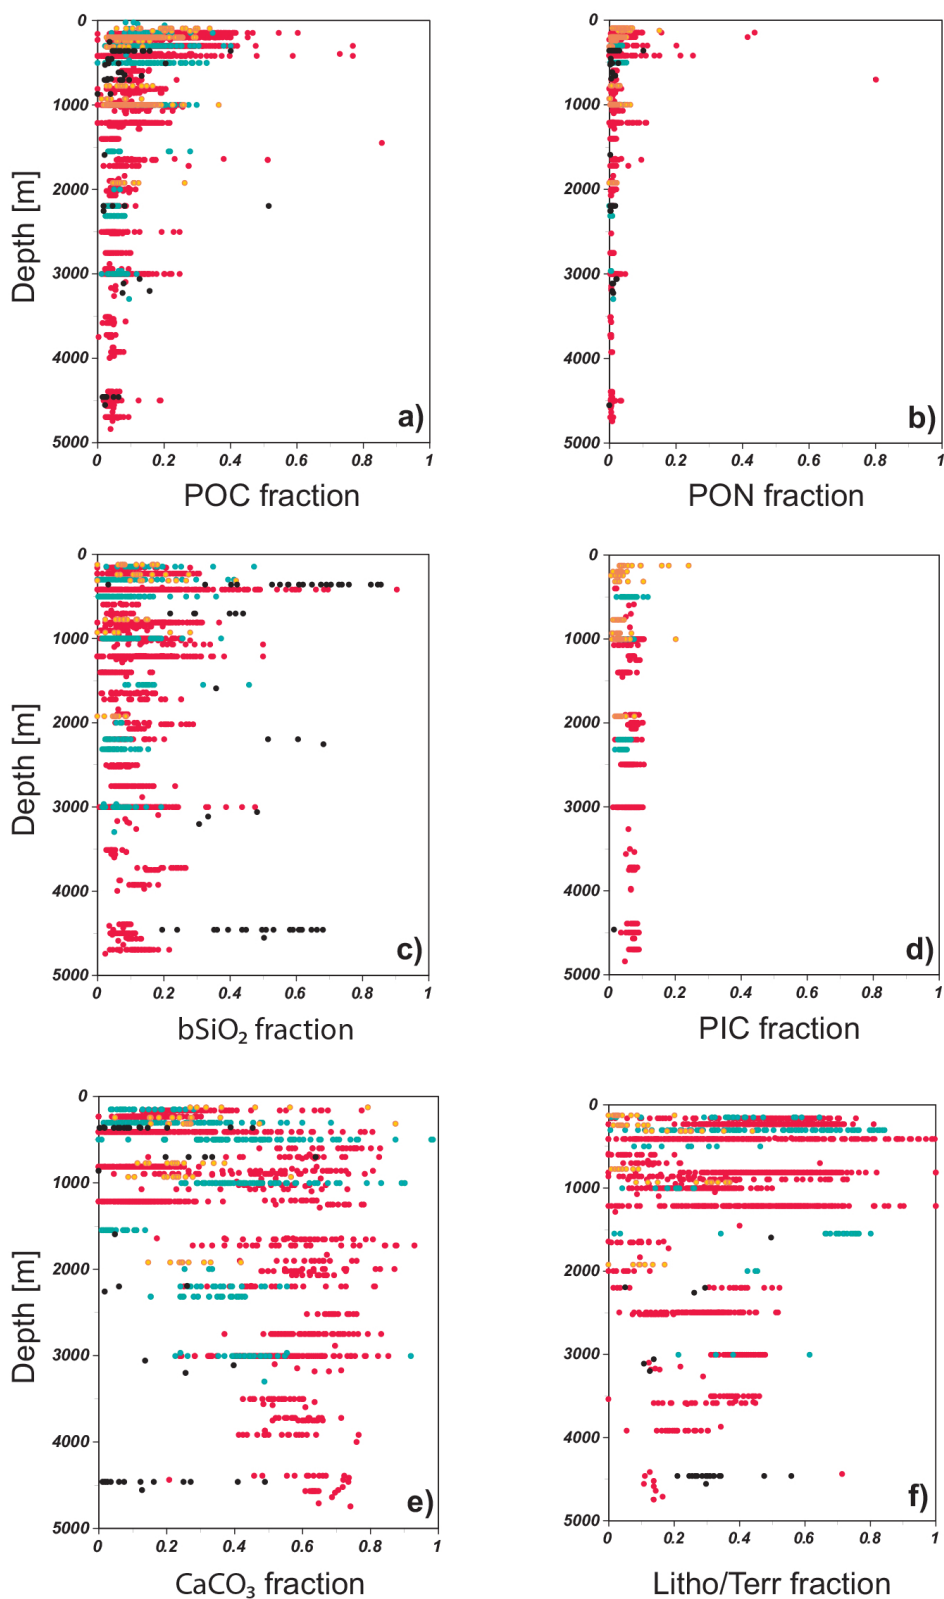 0
1000
2000
3000
4000
5000
Depth [m]
a)
0 0.2 0.4 0.6 0.8 1
POC fraction
0
1000
2000
3000
4000
5000
b)
0 0.2 0.4 0.6 0.8 1
PON fraction
0
1000
2000
3000
4000
5000
Depth [m]
c)
0 0.2 0.4 0.6 0.8 1
bSiO₂ fraction
0
1000
2000
3000
4000
5000
d)
0 0.2 0.4 0.6 0.8 1
PIC fraction
0
1000
2000
3000
4000
5000
Depth [m]
e)
0 0.2 0.4 0.6 0.8 1
CaCO₃ fraction
0
1000
2000
3000
4000
5000
f)
0 0.2 0.4 0.6 0.8 1
Litho/Terr fraction